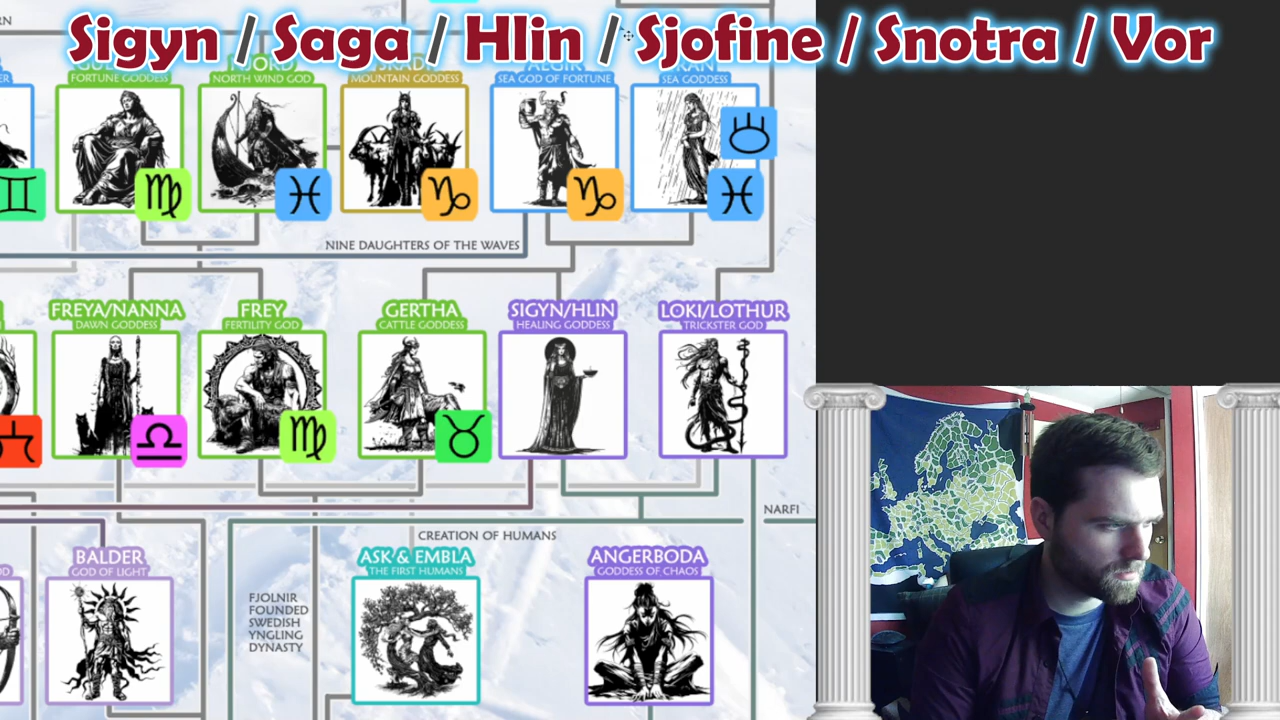 Sigyn / Saga / Hlin / Sjofine / Snotra / Vor
FORTUNE GODDESS
NORTH WIND GOD
MOUNTAIN GODDESS
SEA GOD OF FORTUNE
SEA GODDESS
NINE DAUGHTERS OF THE WAVES
FREYA/NANNA
DAWN GODDESS
FREY
FERTILITY GOD
GERTHA
CATTLE GODDESS
SIGYN/HLIN
HEALING GODDESS
LOKI/LOTHUR
TRICKSTER GOD
NARFI
CREATION OF HUMANS
BALDER
GOD OF LIGHT
ASK & EMBLA
THE FIRST HUMANS
ANGERBODA
GODDESS OF CHAOS
FJOLNIR
FOUNDED
SWEDISH
YNGLING
DYNASTY